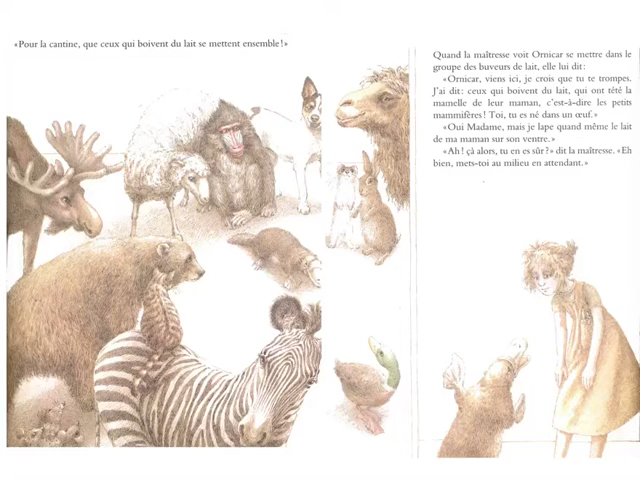 «Pour la cantine, que ceux qui boivent du lait se mettent ensemble!»
Quand la maîtresse voit Ornicar se mettre dans le
groupe des buveurs de lait, elle lui dit:
«Ornicar, viens ici, je crois que tu te trompes.
J'ai dit: ceux qui boivent du lait, qui ont tété la
mamelle de leur maman, c'est-à-dire les petits
mammifères! Toi, tu es né dans un œuf.»
«Oui Madame, mais je lape quand même le lait
de ma maman sur son ventre.»
«Ah! çà alors, tu en es sûr?» dit la maîtresse. «Eh
bien, mets-toi au milieu en attendant.»